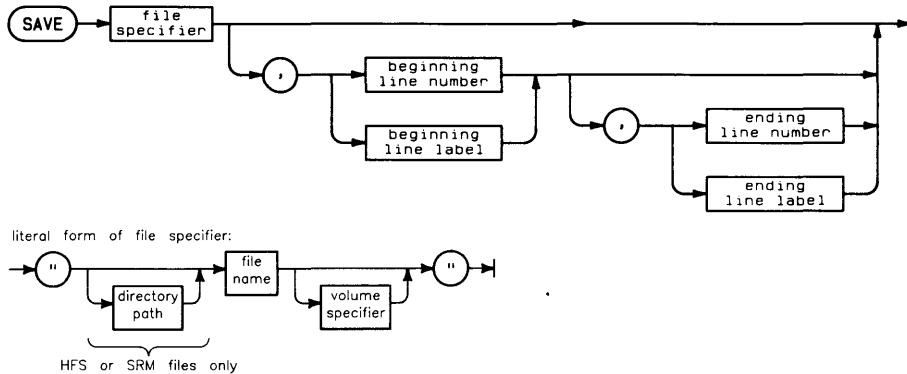 SAVE
file
specifier
,
beginning
line number
beginning
line label
,
ending
line number
ending
line label
literal form of file specifier:
"
directory
path
file
name
volume
specifier
"
HFS or SRM files only